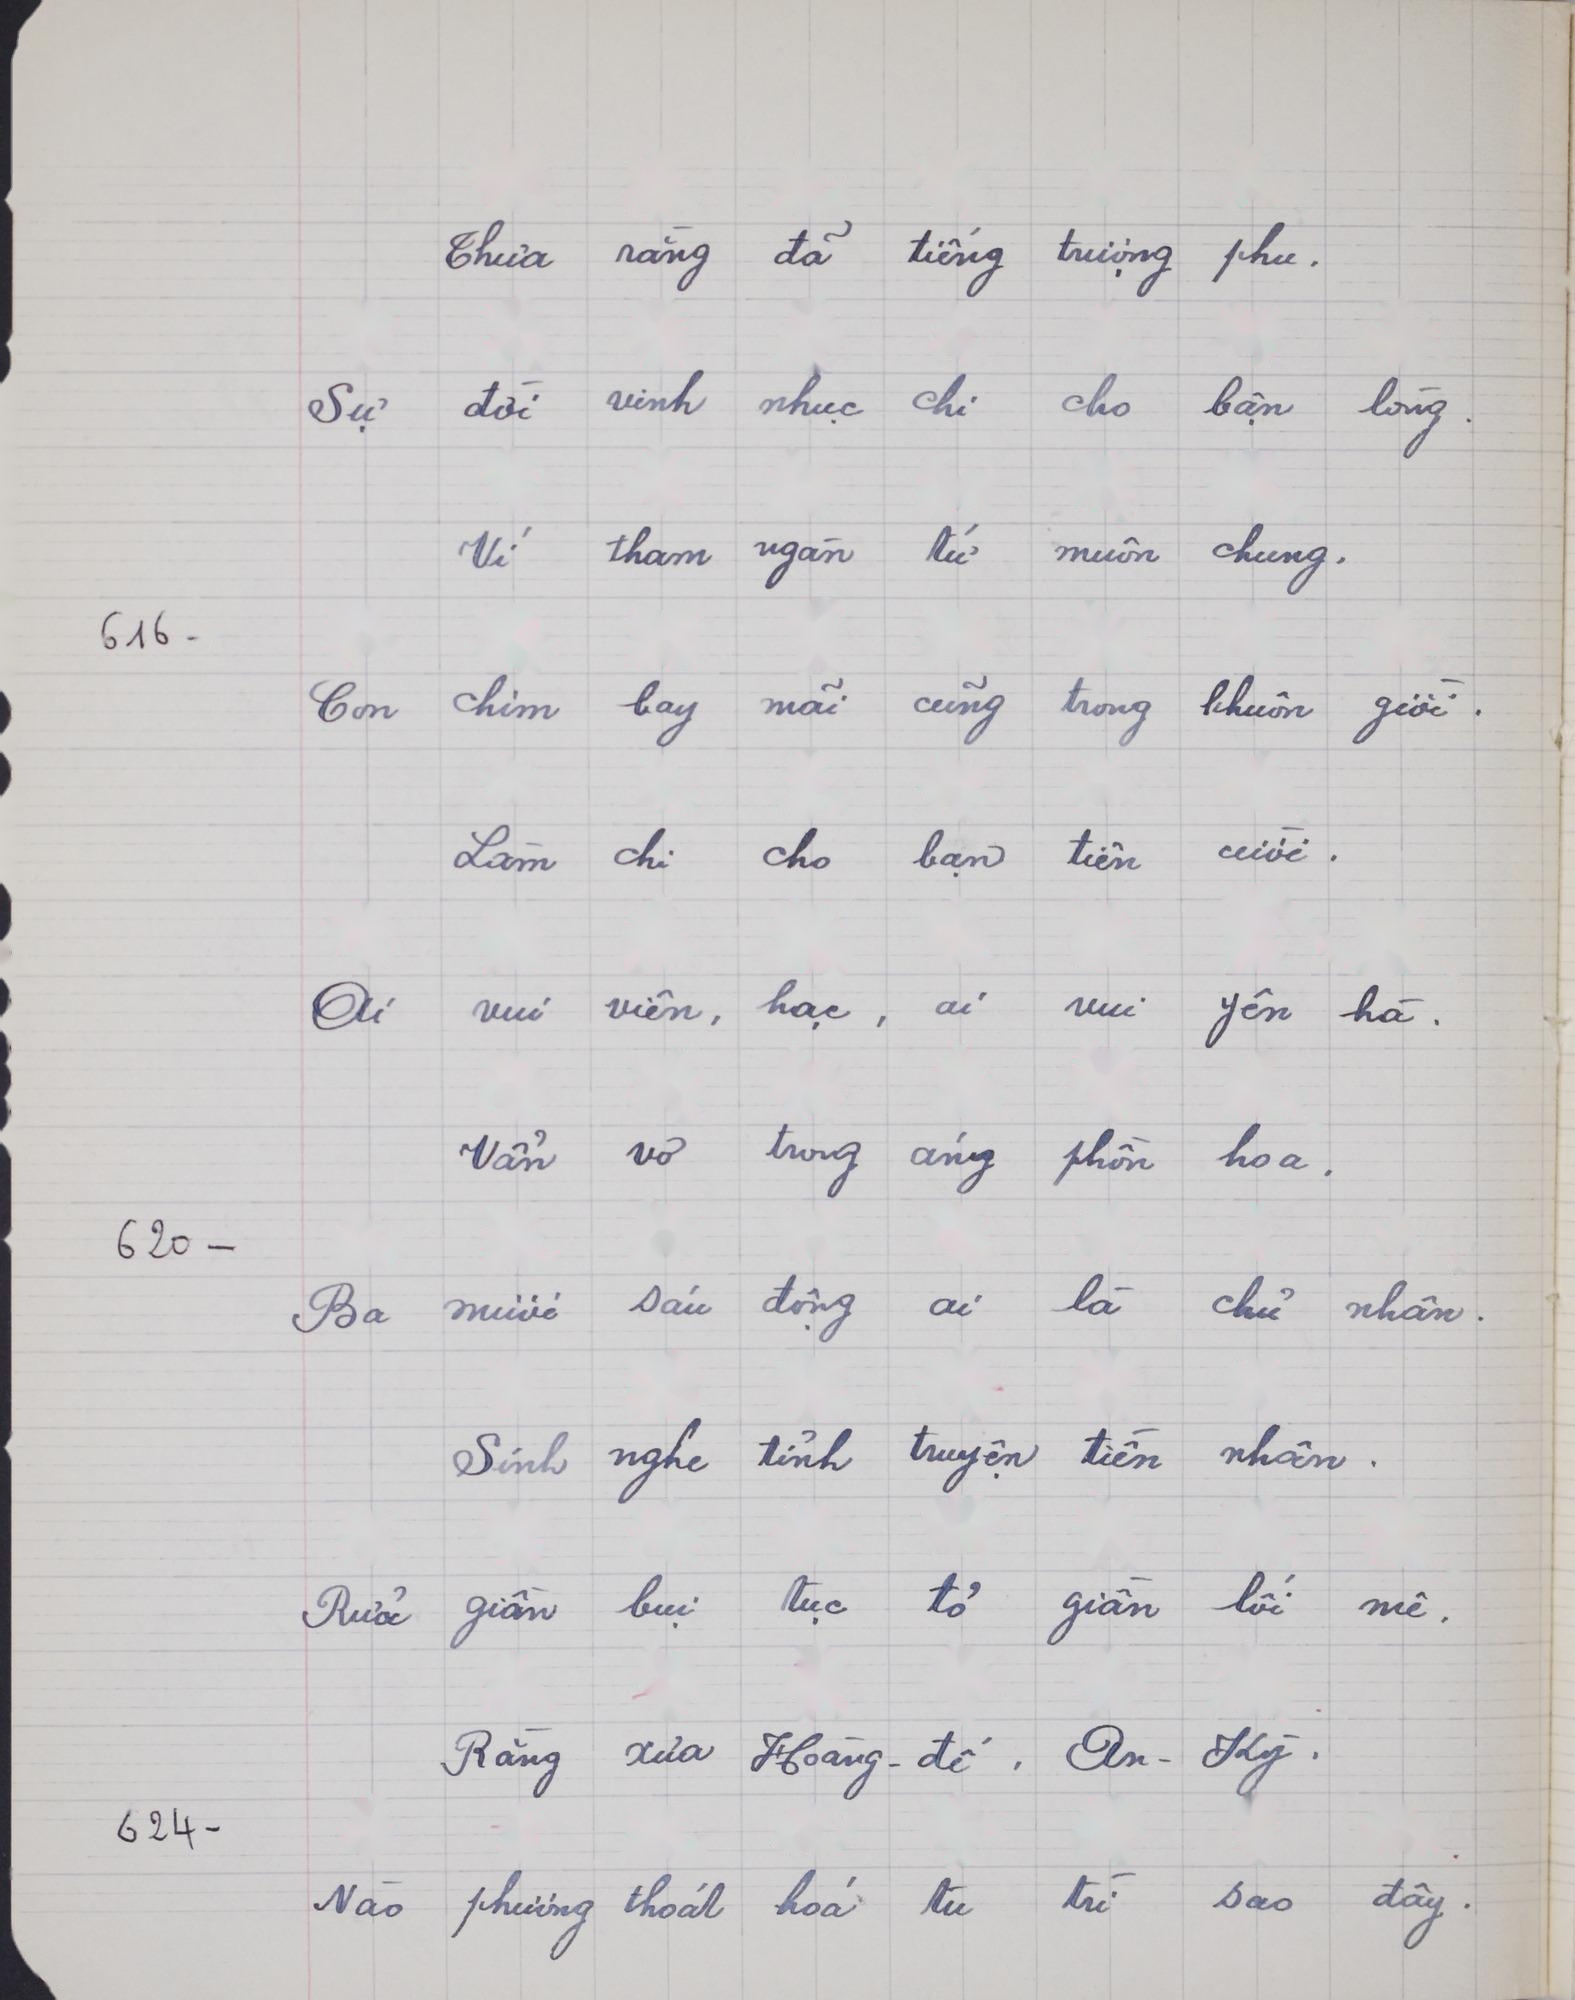 Thưa rằng đã tiếng trượng phu.
Sự đời vinh nhục chi cho bận lòng.
Ví tham ngàn tứ muôn chung.
616-
Con chim bay mãi cũng trong khuôn giời.
Làm chi cho bạn tiên cười.
Ai vui viên, hạc, ai vui yên hà.
Vẩn vơ trong áng phồn hoa.
620-
Ba mươi sáu động ai là chủ nhân.
Sinh nghe tỉnh truyện tiền nhân.
Rưả giần bụi tục tỏ giần lối mê.
Rằng xưa Hoàng-đế, An-Kỳ.
624-
Nào phương thoát hoá tu trì sao đây.